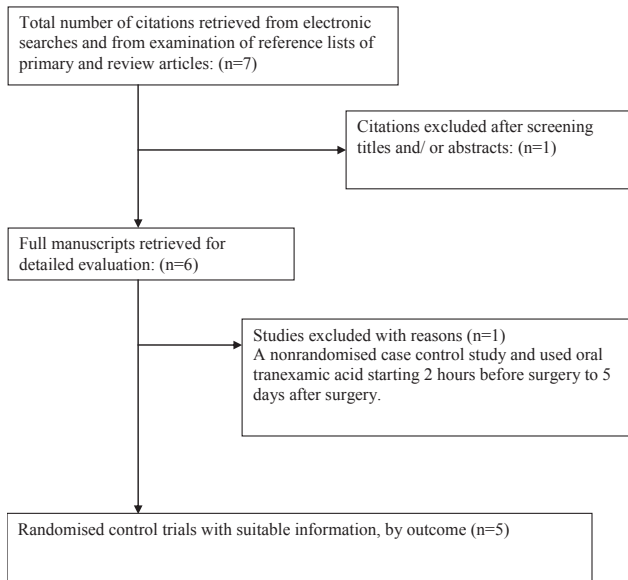 Total number of citations retrieved from electronic
searches and from examination of reference lists of
primary and review articles: (n=7)
Citations excluded after screening
titles and/ or abstracts: (n=1)
Full manuscripts retrieved for
detailed evaluation: (n=6)
Studies excluded with reasons (n=1)
A nonrandomised case control study and used oral
tranexamic acid starting 2 hours before surgery to 5
days after surgery.
Randomised control trials with suitable information, by outcome (n=5)